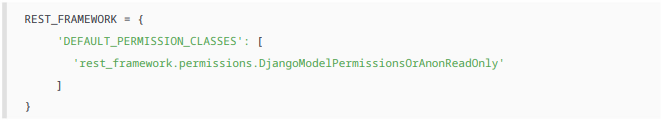 REST_FRAMEWORK = {
    'DEFAULT_PERMISSION_CLASSES': [
        'rest_framework.permissions.DjangoModelPermissionsOrAnonReadOnly'
    ]
}